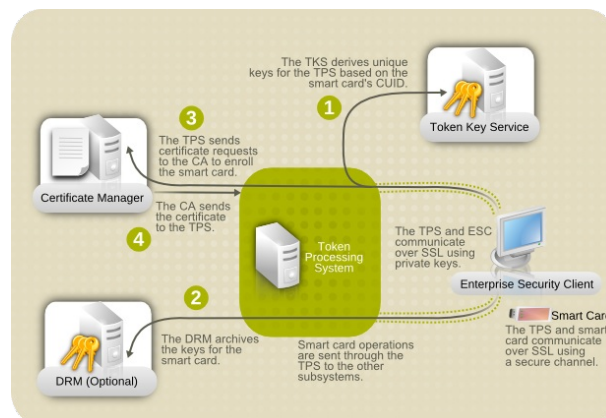 The TKS derives unique
keys for the TPS based on the
smart card's CUID.
1
Token Key Service
3
The TPS sends
certificate requests
to the CA to enroll
the smart card.
Certificate Manager
The CA sends
the certificate
to the TPS.
4
Token
Processing
System
The TPS and ESC
communicate
over SSL using
private keys.
Enterprise Security Client
Smart Card
The TPS and smart
card communicate
over SSL using
a secure channel.
2
The DRM archives
the keys for the
smart card.
DRM (Optional)
Smart card operations
are sent through the
TPS to the other
subsystems.